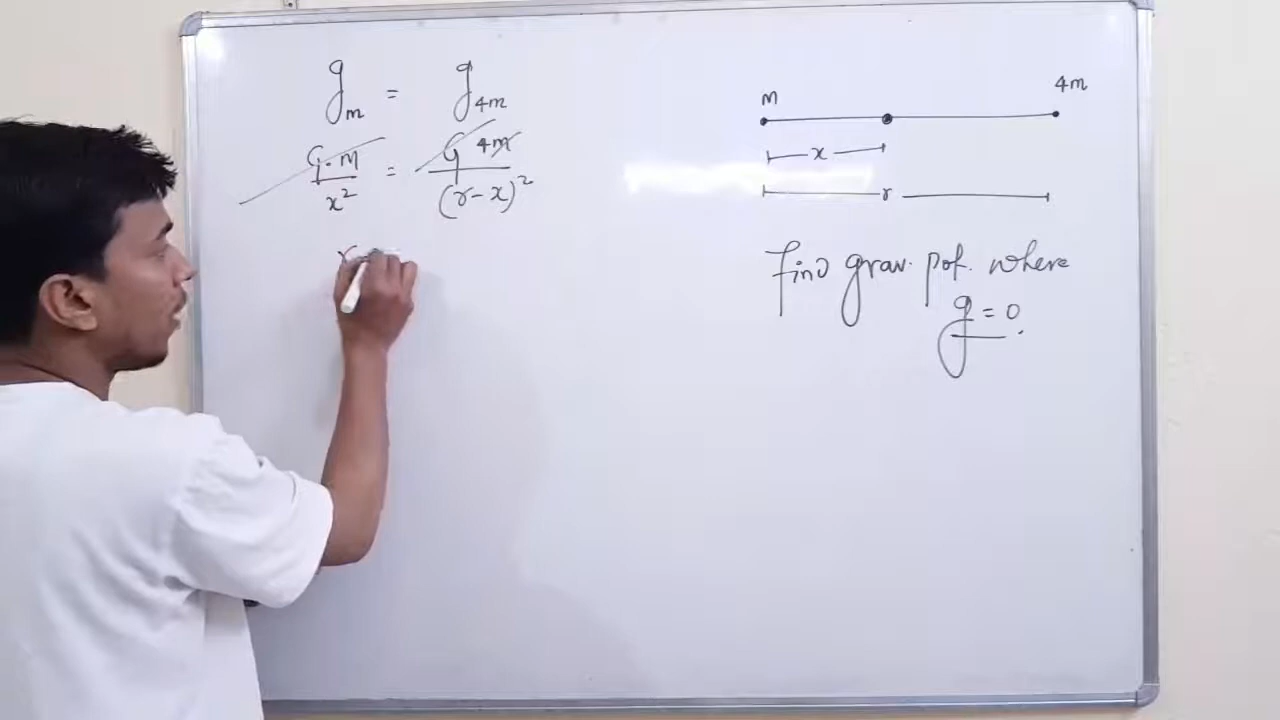 g_m = g_4m
G.m/x² = G 4m/(r-x)²
r-
m 4m
x
r
Find grav. pot. where
g = 0.